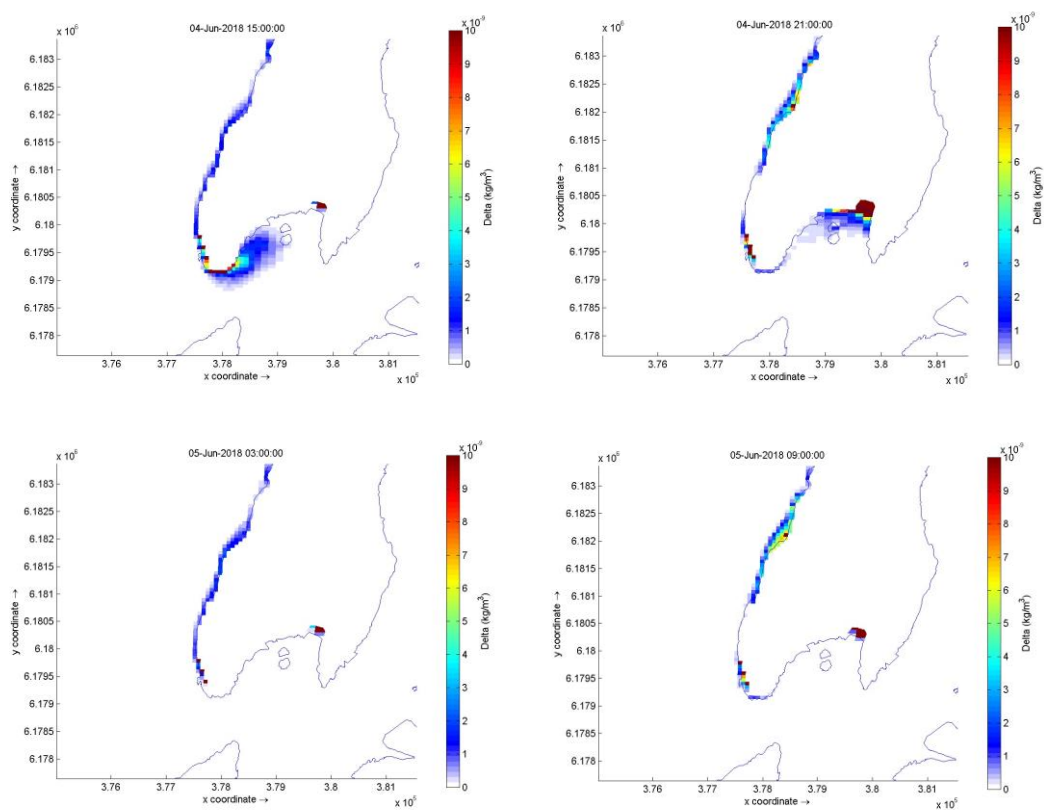 x 10⁶
04-Jun-2018 15:00:00
x 10⁻⁹
6.183
6.1825
6.182
6.1815
6.181
6.1805
6.18
6.1795
6.179
6.1785
6.178
y coordinate →
3.76 3.77 3.78 3.79 3.8 3.81
x coordinate →
x 10⁵
10
9
8
7
6
5
4
3
2
1
0
Delta (kg/m³)
x 10⁶
04-Jun-2018 21:00:00
x 10⁻⁹
6.183
6.1825
6.182
6.1815
6.181
6.1805
6.18
6.1795
6.179
6.1785
6.178
y coordinate →
3.76 3.77 3.78 3.79 3.8 3.81
x coordinate →
x 10⁵
10
9
8
7
6
5
4
3
2
1
0
Delta (kg/m³)
x 10⁶
05-Jun-2018 03:00:00
x 10⁻⁹
6.183
6.1825
6.182
6.1815
6.181
6.1805
6.18
6.1795
6.179
6.1785
6.178
y coordinate →
3.76 3.77 3.78 3.79 3.8 3.81
x coordinate →
x 10⁵
10
9
8
7
6
5
4
3
2
1
0
Delta (kg/m³)
x 10⁶
05-Jun-2018 09:00:00
x 10⁻⁹
6.183
6.1825
6.182
6.1815
6.181
6.1805
6.18
6.1795
6.179
6.1785
6.178
y coordinate →
3.76 3.77 3.78 3.79 3.8 3.81
x coordinate →
x 10⁵
10
9
8
7
6
5
4
3
2
1
0
Delta (kg/m³)